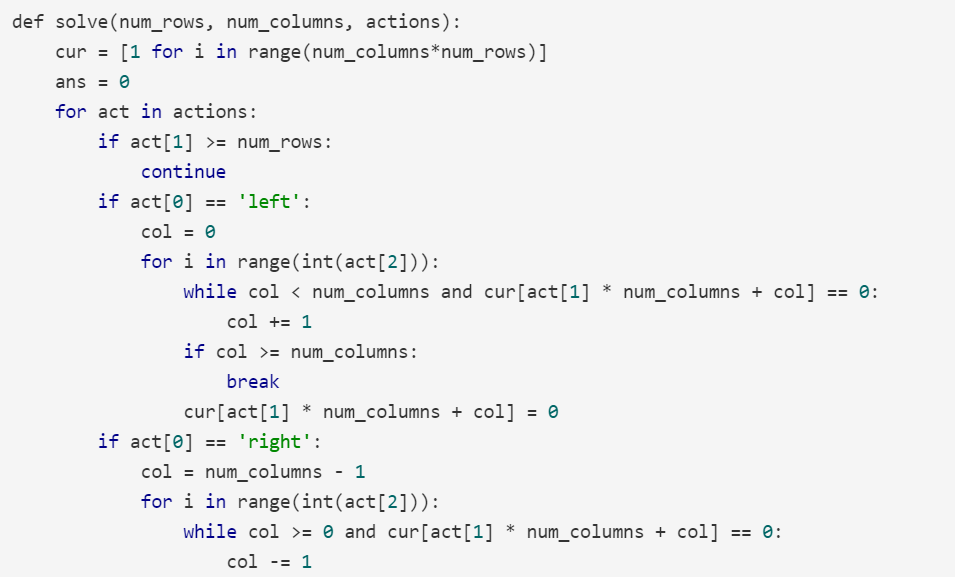 def solve(num_rows, num_columns, actions):
    cur = [1 for i in range(num_columns*num_rows)]
    ans = 0
    for act in actions:
        if act[1] >= num_rows:
            continue
        if act[0] == 'left':
            col = 0
            for i in range(int(act[2])):
                while col < num_columns and cur[act[1] * num_columns + col] == 0:
                    col += 1
                if col >= num_columns:
                    break
                cur[act[1] * num_columns + col] = 0
        if act[0] == 'right':
            col = num_columns - 1
            for i in range(int(act[2])):
                while col >= 0 and cur[act[1] * num_columns + col] == 0:
                    col -= 1